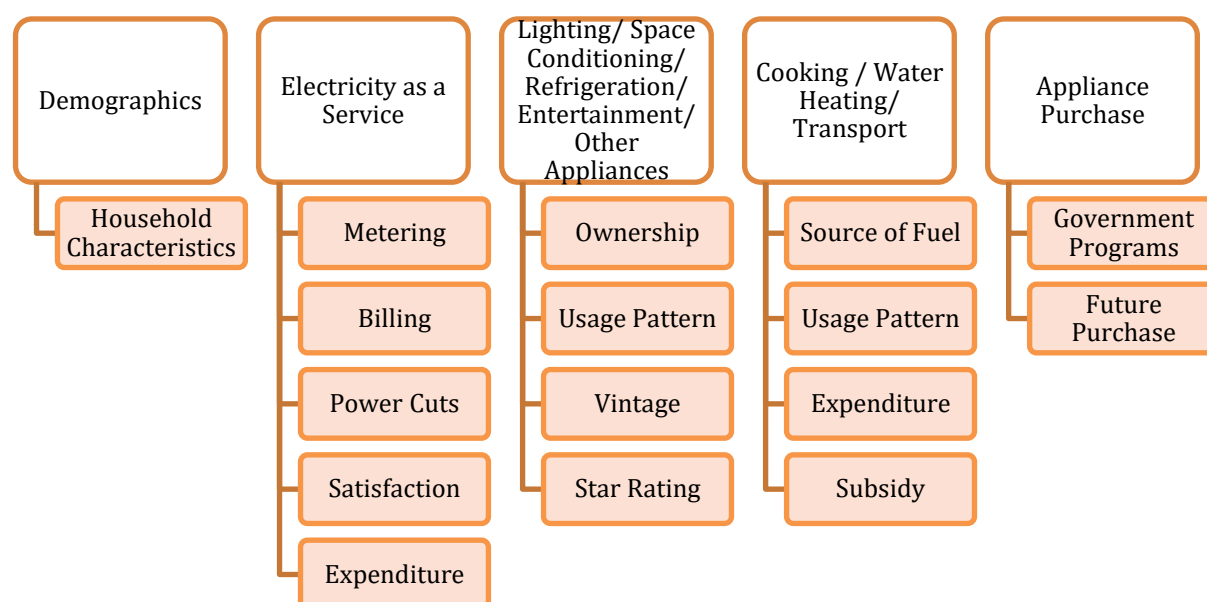 Demographics
Household
Characteristics
Electricity as a
Service
Metering
Billing
Power Cuts
Satisfaction
Expenditure
Lighting/ Space
Conditioning/
Refrigeration/
Entertainment/
Other
Appliances
Ownership
Usage Pattern
Vintage
Star Rating
Cooking / Water
Heating/
Transport
Source of Fuel
Usage Pattern
Expenditure
Subsidy
Appliance
Purchase
Government
Programs
Future
Purchase